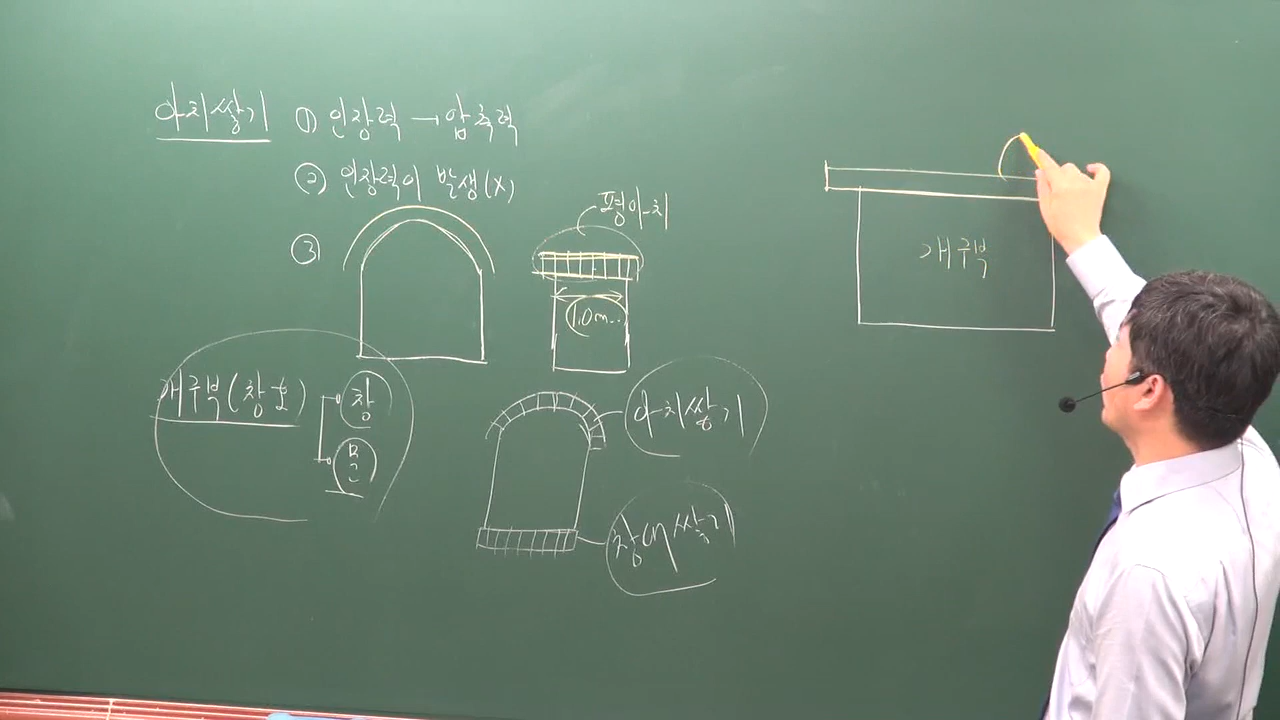 아치쌓기 ① 인장력 → 압축력
② 인장력이 발생(X)
③
평아치
1.0m..
개구부
개구부(창호)
창
문
아치쌓기
창대쌓기